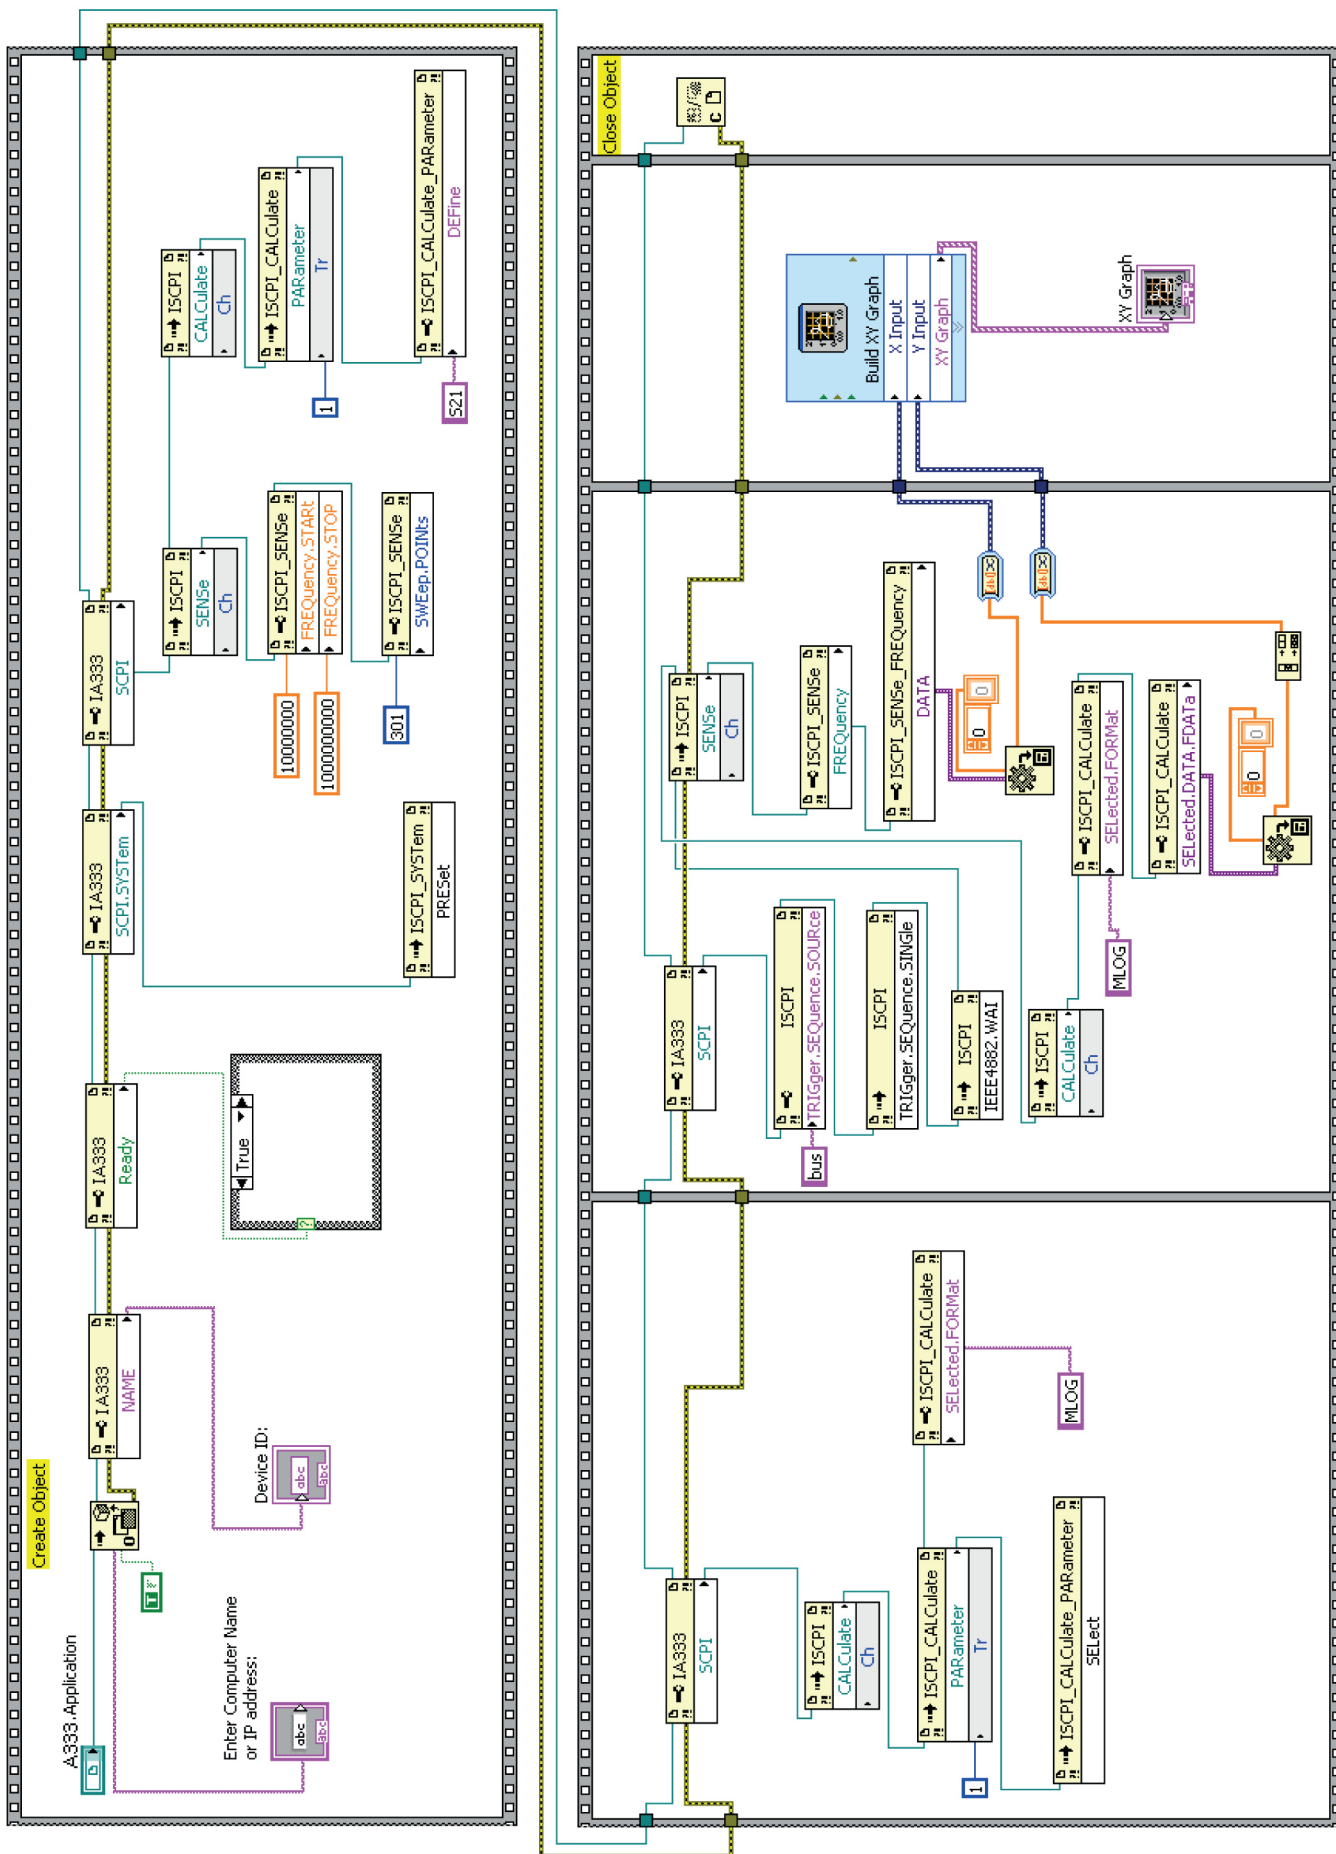 Create Object
A333.Application
Enter Computer Name
or IP address:
abc
abc
T
Device ID:
abc
abc
IA333
NAME
IA333
Ready
True
?
IA333
SCPI.SYSTem
ISCPI_SYSTem
PRESet
IA333
SCPI
ISCPI
SENSe
Ch
10000000
1000000000
ISCPI_SENSe
FREQuency.STARt
FREQuency.STOP
301
ISCPI_SENSe
SWEep.POINts
ISCPI
CALCulate
Ch
1
ISCPI_CALCulate
PARameter
Tr
S21
ISCPI_CALCulate_PARameter
DEFine
IA333
SCPI
ISCPI
CALCulate
Ch
1
ISCPI_CALCulate
PARameter
Tr
ISCPI_CALCulate_PARameter
SELect
ISCPI_CALCulate
SELected.FORMat
MLOG
IA333
SCPI
bus
ISCPI
TRIGger.SEQuence.SOURce
ISCPI
TRIGger.SEQuence.SINGle
ISCPI
IEEE4882.WAI
ISCPI
CALCulate
Ch
MLOG
ISCPI_CALCulate
SELected.FORMat
ISCPI_CALCulate
SELected.DATA.FDATa
0
0
ISCPI
SENSe
Ch
ISCPI_SENSe
FREQuency
ISCPI_SENSe_FREQuency
DATA
0
0
Build XY Graph
X Input
Y Input
XY Graph
XY Graph
Close Object
C